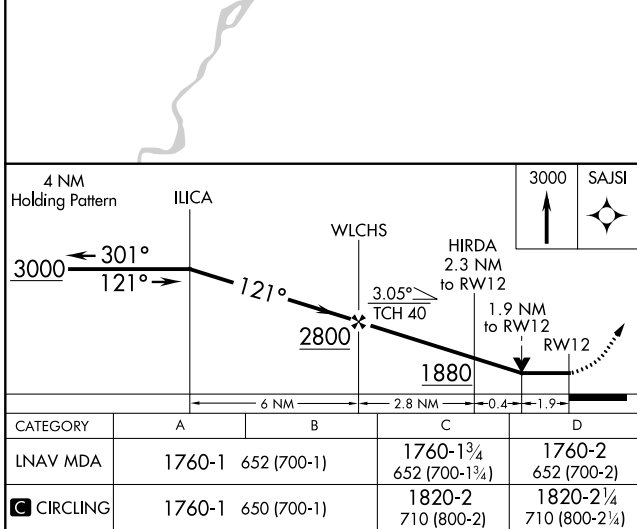 4 NM
Holding Pattern
ILICA
3000
SAJSI
WLCHS
HIRDA
2.3 NM
to RW12
301°
3000
121°
121°
3.05°
TCH 40
1.9 NM
to RW12
2800
RW12
1880
6 NM
2.8 NM
0.4
1.9
CATEGORY A B C D
LNAV MDA 1760-1 652 (700-1) 1760-1¾ 652 (700-1¾) 1760-2 652 (700-2)
C CIRCLING 1760-1 650 (700-1) 1820-2 710 (800-2) 1820-2¼ 710 (800-2¼)